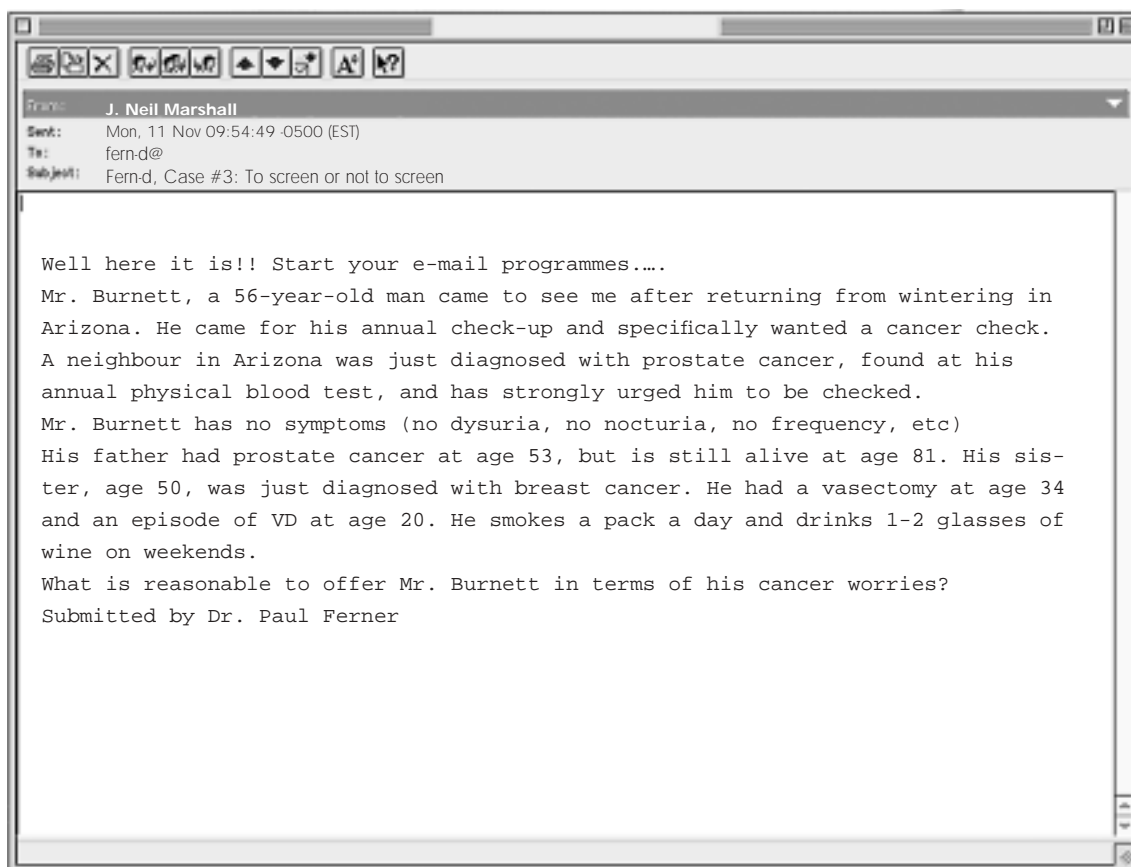 From: J. Neil Marshall
Sent: Mon, 11 Nov 09:54:49 -0500 (EST)
To: fern-d@
Subject: Fern-d, Case #3: To screen or not to screen
Well here it is!! Start your e-mail programmes.….
Mr. Burnett, a 56-year-old man came to see me after returning from wintering in
Arizona. He came for his annual check-up and specifically wanted a cancer check.
A neighbour in Arizona was just diagnosed with prostate cancer, found at his
annual physical blood test, and has strongly urged him to be checked.
Mr. Burnett has no symptoms (no dysuria, no nocturia, no frequency, etc)
His father had prostate cancer at age 53, but is still alive at age 81. His sis-
ter, age 50, was just diagnosed with breast cancer. He had a vasectomy at age 34
and an episode of VD at age 20. He smokes a pack a day and drinks 1-2 glasses of
wine on weekends.
What is reasonable to offer Mr. Burnett in terms of his cancer worries?
Submitted by Dr. Paul Ferner